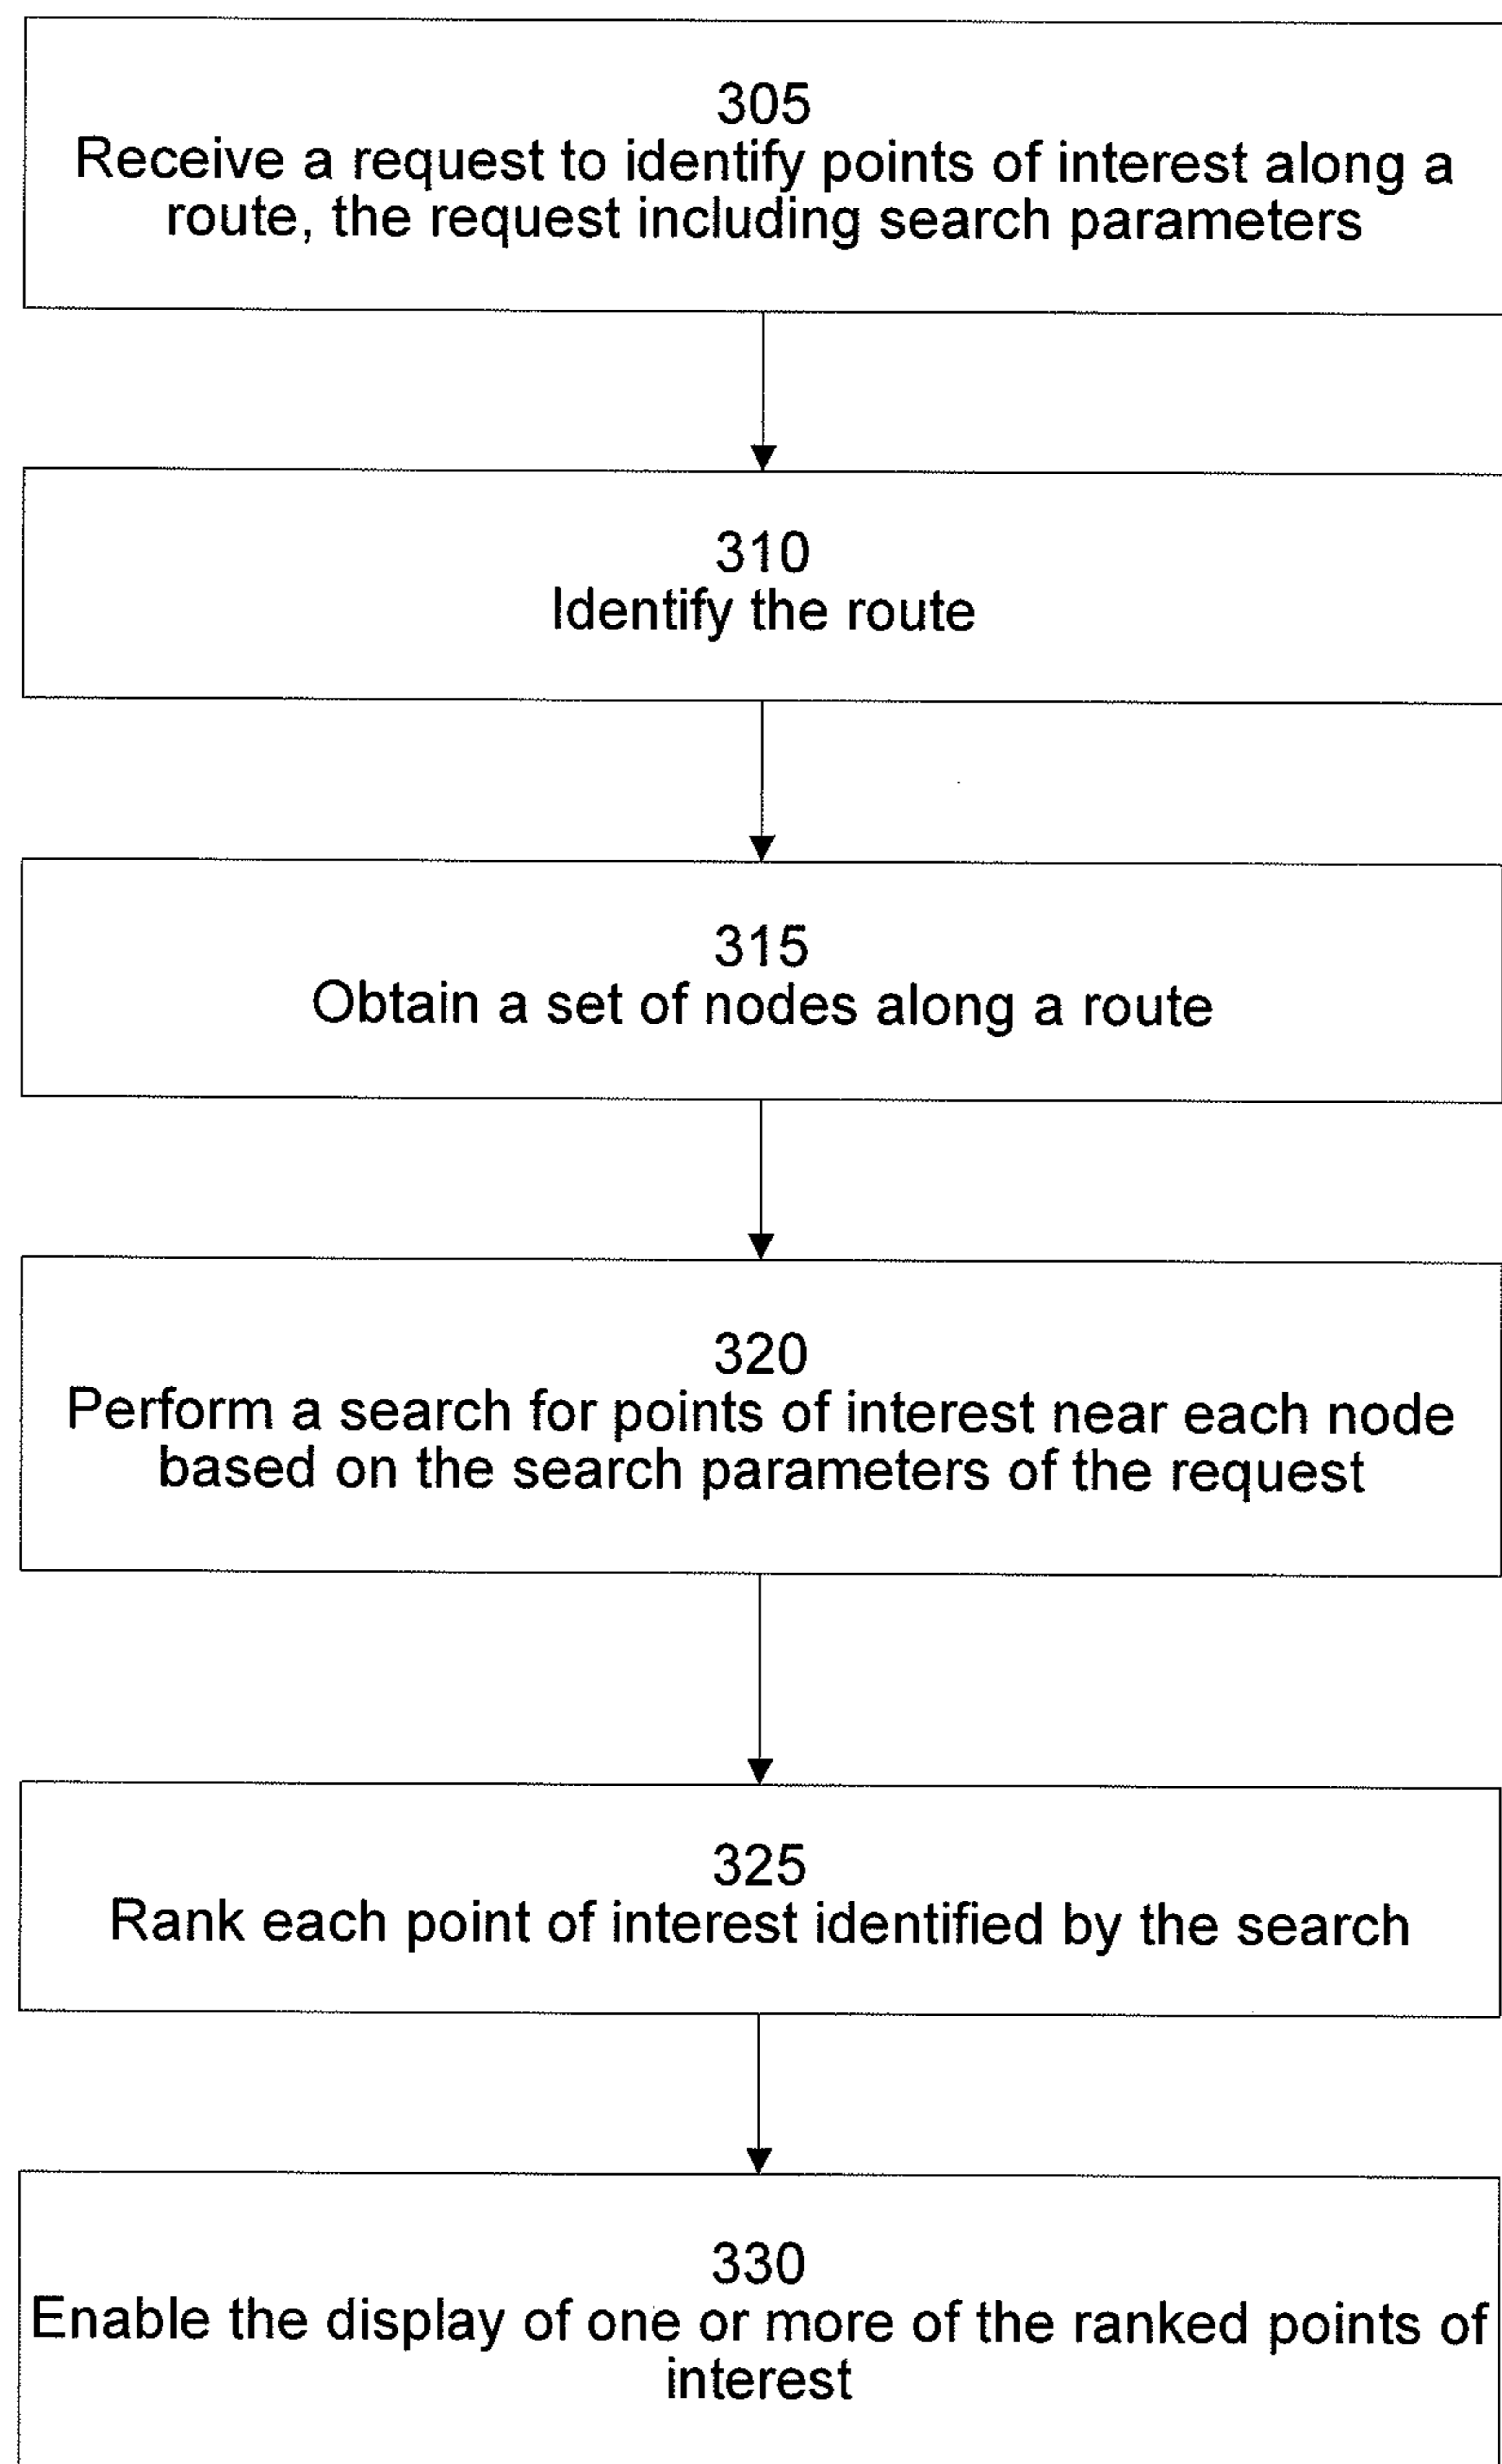 305
Receive a request to identify points of interest along a
route, the request including search parameters
310
Identify the route
315
Obtain a set of nodes along a route
320
Perform a search for points of interest near each node
based on the search parameters of the request
325
Rank each point of interest identified by the search
330
Enable the display of one or more of the ranked points of
interest